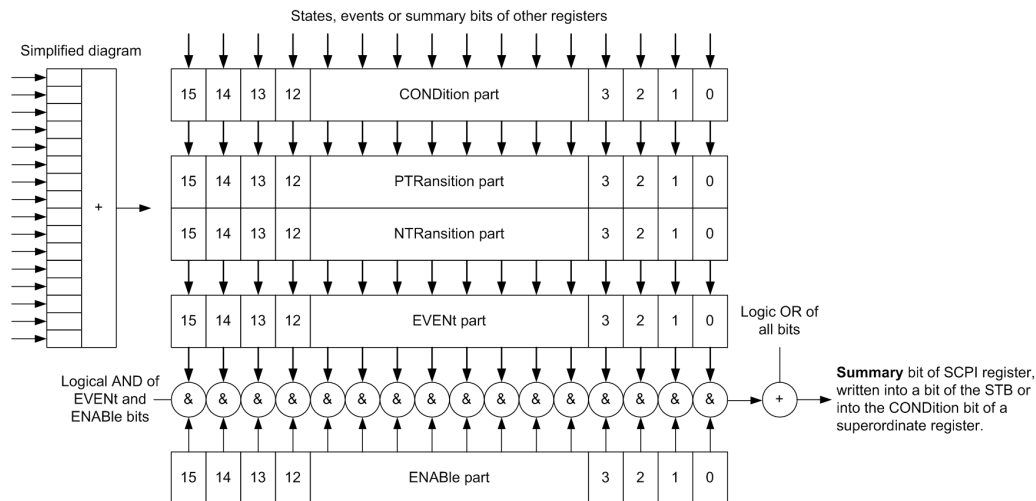 States, events or summary bits of other registers
Simplified diagram
15 14 13 12 CONDition part 3 2 1 0
15 14 13 12 PTRansition part 3 2 1 0
+
15 14 13 12 NTRansition part 3 2 1 0
15 14 13 12 EVENt part 3 2 1 0
Logic OR of
all bits
Logical AND of
EVENt and
ENABle bits
& & & & & & & & & & & & & & & &
+
Summary bit of SCPI register,
written into a bit of the STB or
into the CONDition bit of a
superordinate register.
15 14 13 12 ENABle part 3 2 1 0